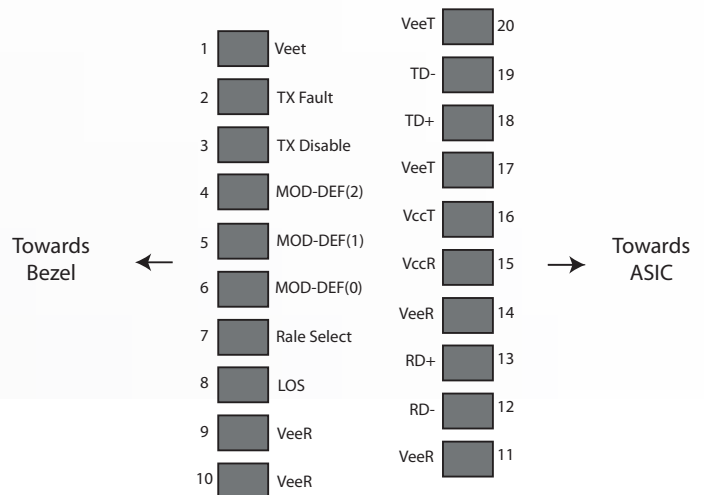 1 Veet
2 TX Fault
3 TX Disable
4 MOD-DEF(2)
5 MOD-DEF(1)
6 MOD-DEF(0)
7 Rale Select
8 LOS
9 VeeR
10 VeeR
VeeT 20
TD- 19
TD+ 18
VeeT 17
VccT 16
VccR 15
VeeR 14
RD+ 13
RD- 12
VeeR 11
Towards
Bezel
Towards
ASIC